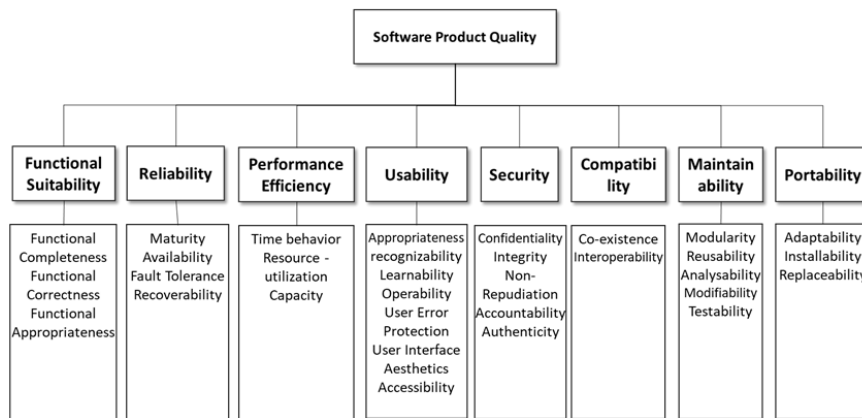 Software Product Quality
Functional
Suitability
Reliability
Performance
Efficiency
Usability
Security
Compatibi
lity
Maintain
ability
Portability
Functional
Completeness
Functional
Correctness
Functional
Appropriateness
Maturity
Availability
Fault Tolerance
Recoverability
Time behavior
Resource -
utilization
Capacity
Appropriateness
recognizability
Learnability
Operability
User Error
Protection
User Interface
Aesthetics
Accessibility
Confidentiality
Integrity
Non-
Repudiation
Accountability
Authenticity
Co-existence
Interoperability
Modularity
Reusability
Analysability
Modifiability
Testability
Adaptability
Installability
Replaceability